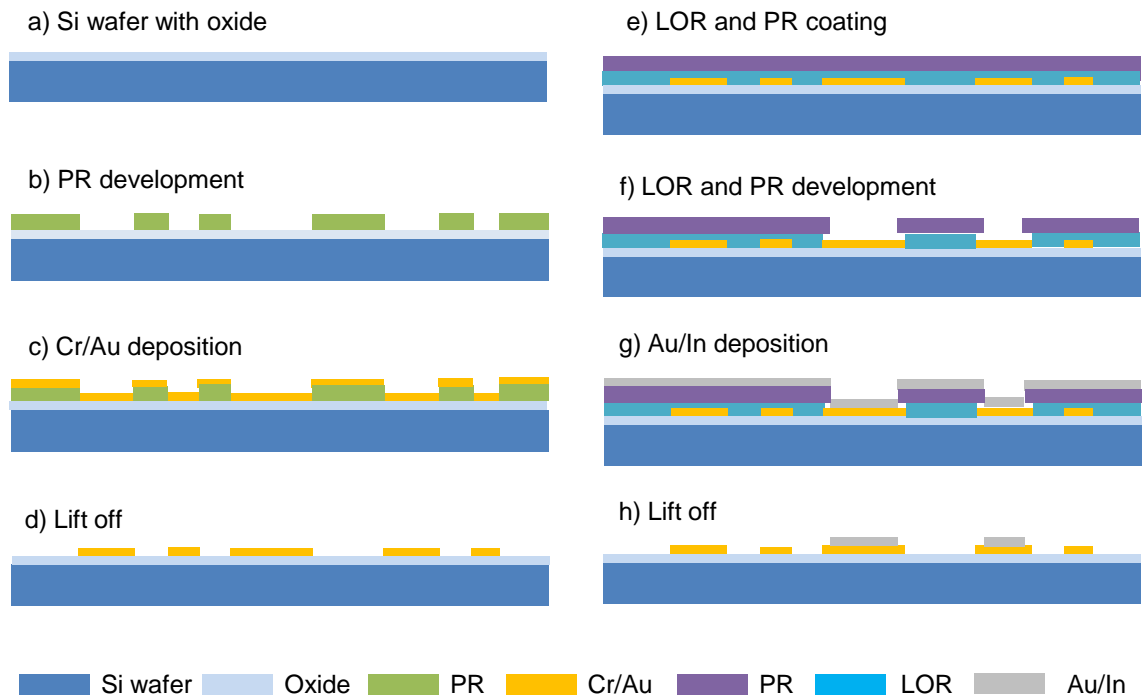 a) Si wafer with oxide
b) PR development
c) Cr/Au deposition
d) Lift off
e) LOR and PR coating
f) LOR and PR development
g) Au/In deposition
h) Lift off
Si wafer Oxide PR Cr/Au PR LOR Au/In